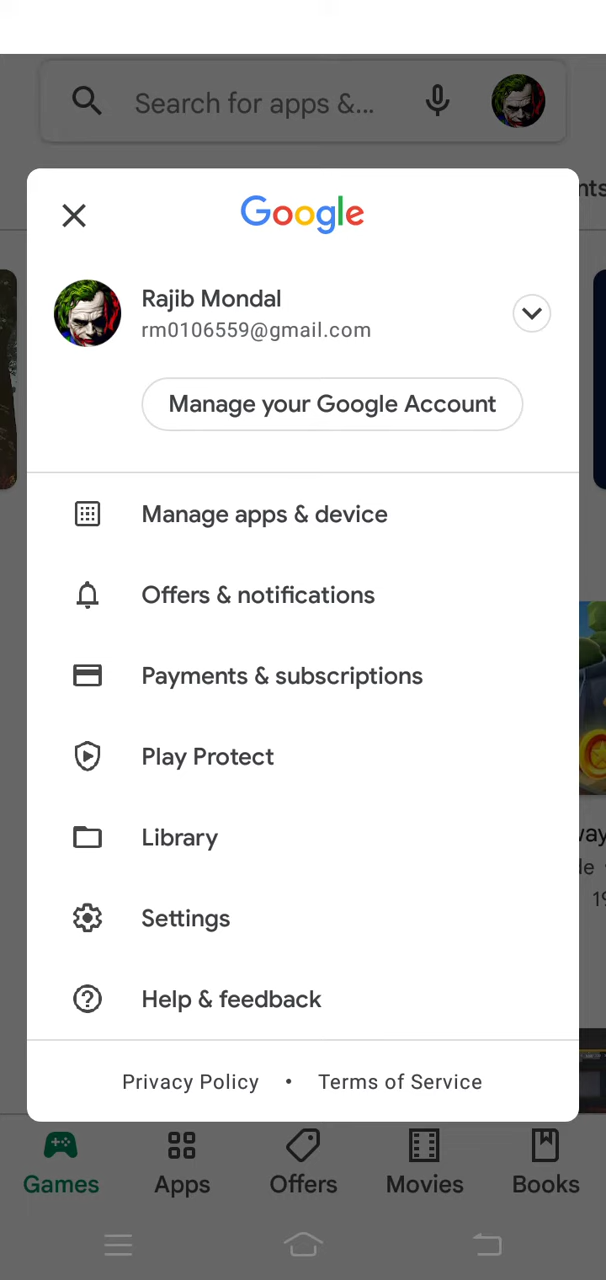 Search for apps &...
nts
Google
Rajib Mondal
rm0106559@gmail.com
Manage your Google Account
Manage apps & device
Offers & notifications
Payments & subscriptions
Play Protect
Library
Settings
Help & feedback
Privacy Policy • Terms of Service
Games Apps Offers Movies Books